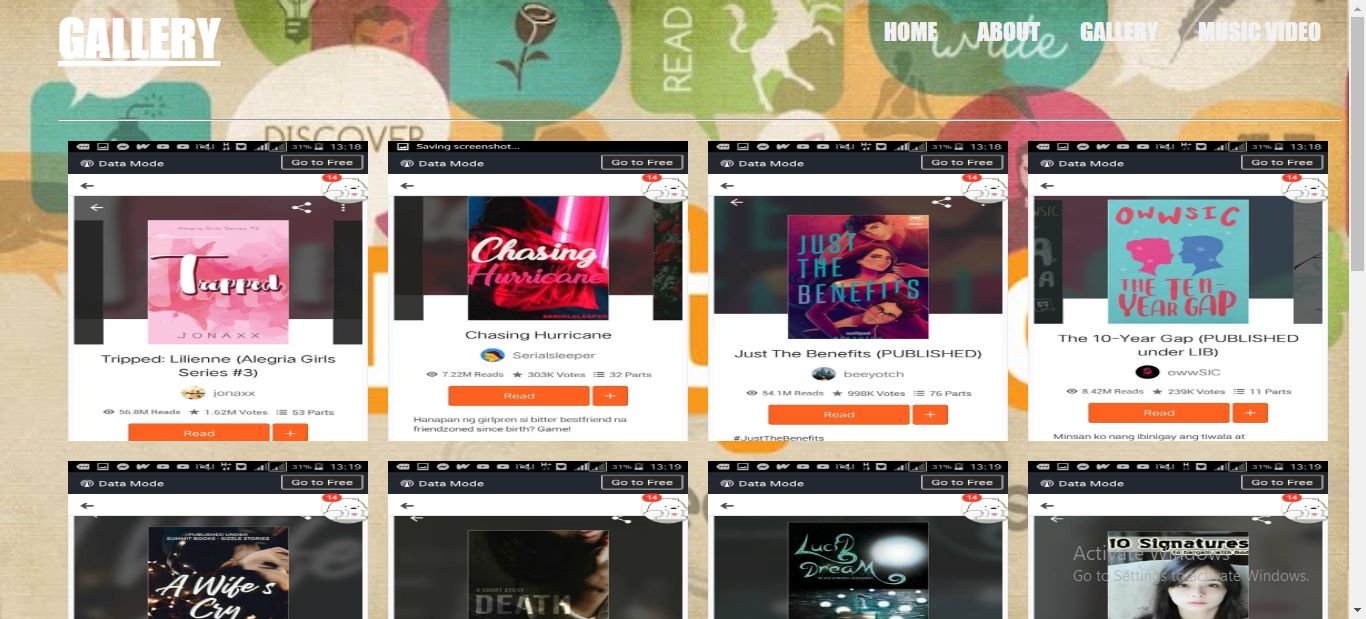 GALLERY
HOME ABOUT GALLERY MUSIC VIDEO
READ
write
DISCOVER
31% 13:18
Data Mode Go to Free
14
Alegria Girls Series #3
Tripped
JONAXX
Tripped: Lilienne (Alegria Girls
Series #3)
jonaxx
56.8M Reads 1.62M Votes 53 Parts
Read +
Saving screenshot...
Data Mode Go to Free
14
Chasing
Hurricane
SERIALSLEEPER
Chasing Hurricane
Serialsleeper
7.22M Reads 303K Votes 32 Parts
Read +
Hanapan ng girlpren si bitter bestfriend na
friendzoned since birth? Game!
31% 13:18
Data Mode Go to Free
14
JUST
THE
BENEFITS
Just The Benefits (PUBLISHED)
beeyotch
54.1M Reads 998K Votes 76 Parts
Read +
#JustTheBenefits
31% 13:18
Data Mode Go to Free
14
OWWSIC
THE TEN-
YEAR GAP
The 10-Year Gap (PUBLISHED
under LIB)
owwSIC
8.42M Reads 239K Votes 11 Parts
Read +
Minsan ko nang ibinigay ang tiwala at
31% 13:19
Data Mode Go to Free
14
PUBLISHED UNDER
SUMMIT BOOKS - SIZZLE STORIES
A Wife's
Cry
31% 13:19
Data Mode Go to Free
14
A SHORT STORY
DEATH
31% 13:19
Data Mode Go to Free
14
LUCID
DREAM
31% 13:19
Data Mode Go to Free
14
10 Signatures
to bargain with God
Activate Windows
Go to Settings to activate Windows.